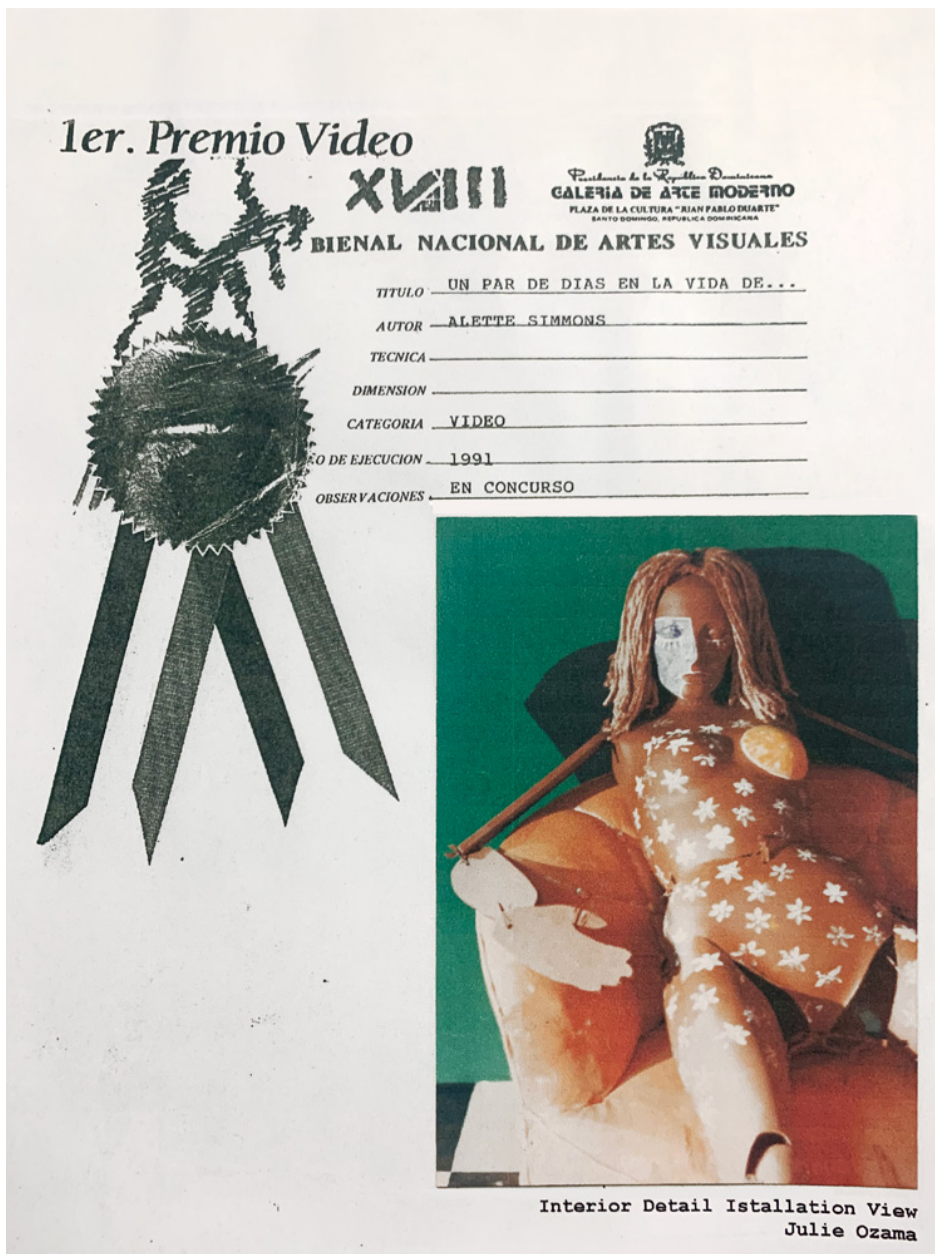 1er. Premio Video
XVIII
Presidencia de la República Dominicana
GALERIA DE ARTE MODERNO
PLAZA DE LA CULTURA "JUAN PABLO DUARTE"
SANTO DOMINGO, REPUBLICA DOMINICANA
BIENAL NACIONAL DE ARTES VISUALES
TITULO UN PAR DE DIAS EN LA VIDA DE...
AUTOR ALETTE SIMMONS
TECNICA
DIMENSION
CATEGORIA VIDEO
O DE EJECUCION 1991
OBSERVACIONES EN CONCURSO
Interior Detail Istallation View
Julie Ozama